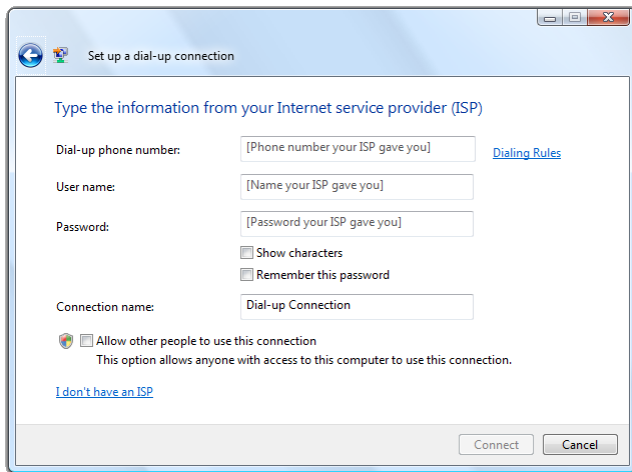 Set up a dial-up connection
Type the information from your Internet service provider (ISP)
Dial-up phone number: [Phone number your ISP gave you] Dialing Rules
User name: [Name your ISP gave you]
Password: [Password your ISP gave you]
Show characters
Remember this password
Connection name: Dial-up Connection
Allow other people to use this connection
This option allows anyone with access to this computer to use this connection.
I don't have an ISP
Connect Cancel